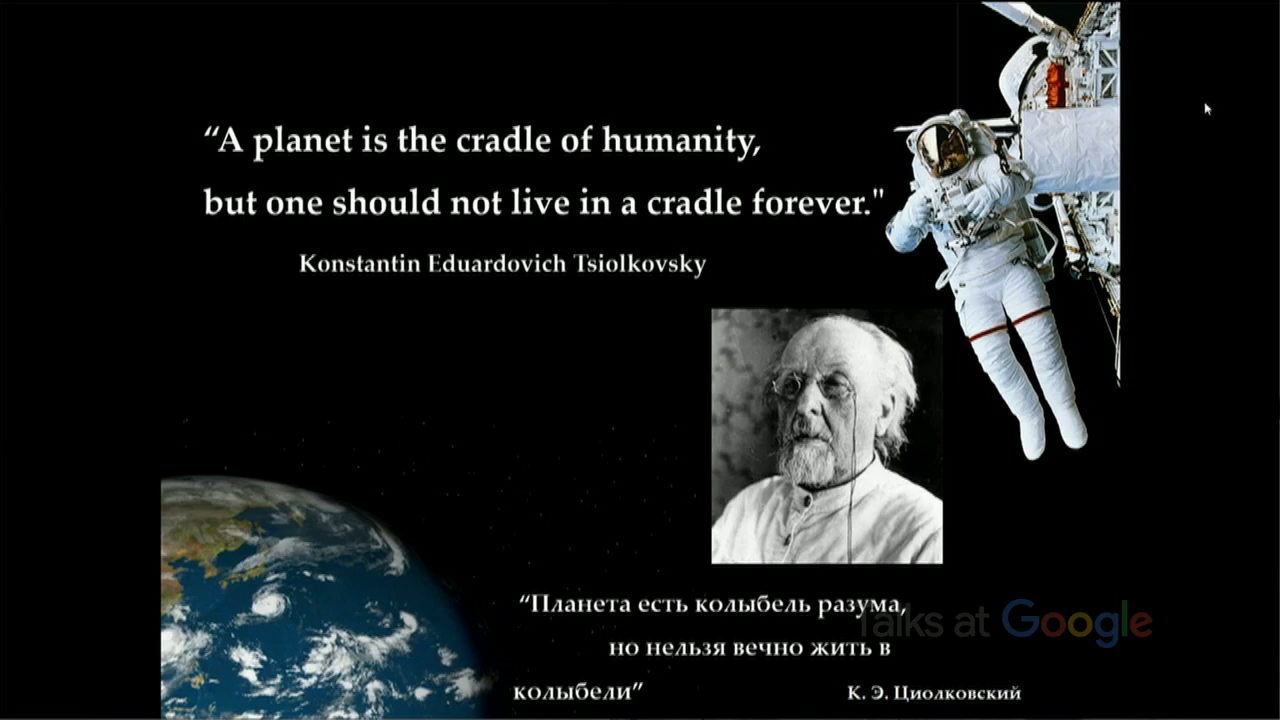 “A planet is the cradle of humanity,
but one should not live in a cradle forever."
Konstantin Eduardovich Tsiolkovsky
“Планета есть колыбель разума,
Talks at Google
но нельзя вечно жить в
колыбели”
К. Э. Циолковский